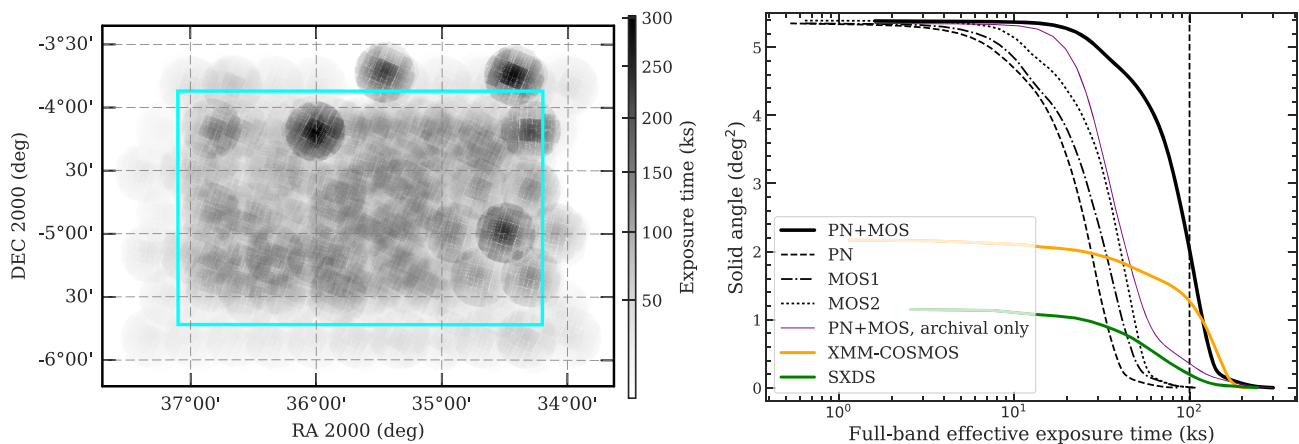 -3°30'
-4°00'
30'
-5°00'
30'
-6°00'
DEC 2000 (deg)
37°00'
36°00'
35°00'
34°00'
RA 2000 (deg)
300
250
200
150
100
50
Exposure time (ks)
5
4
3
2
1
0
Solid angle (deg²)
PN+MOS
PN
MOS1
MOS2
PN+MOS, archival only
XMM-COSMOS
SXDS
10⁰
10¹
10²
Full-band effective exposure time (ks)